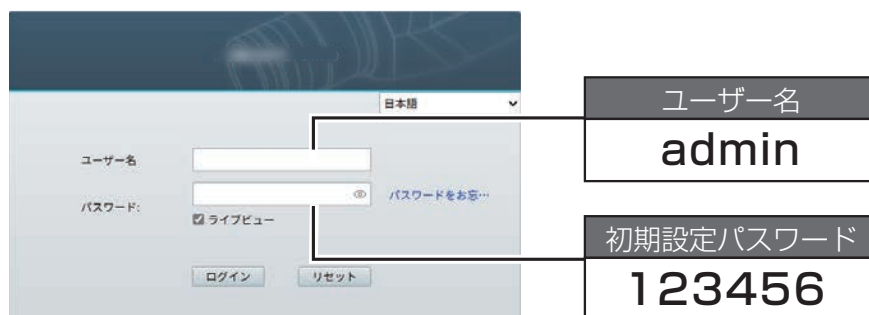 日本語
ユーザー名
パスワード:
パスワードをお忘…
ライブビュー
ログイン
リセット
ユーザー名
admin
初期設定パスワード
123456